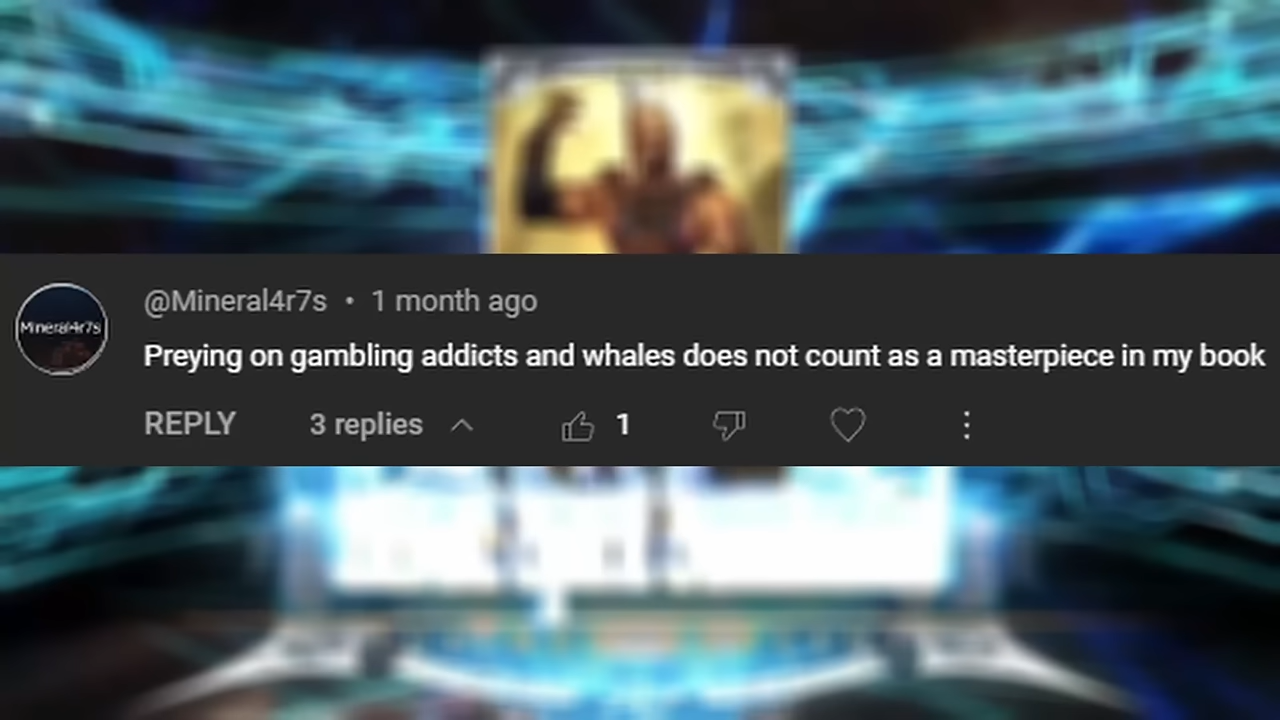 @Mineral4r7s • 1 month ago
Mineral4r7s
Preying on gambling addicts and whales does not count as a masterpiece in my book
REPLY 3 replies 1